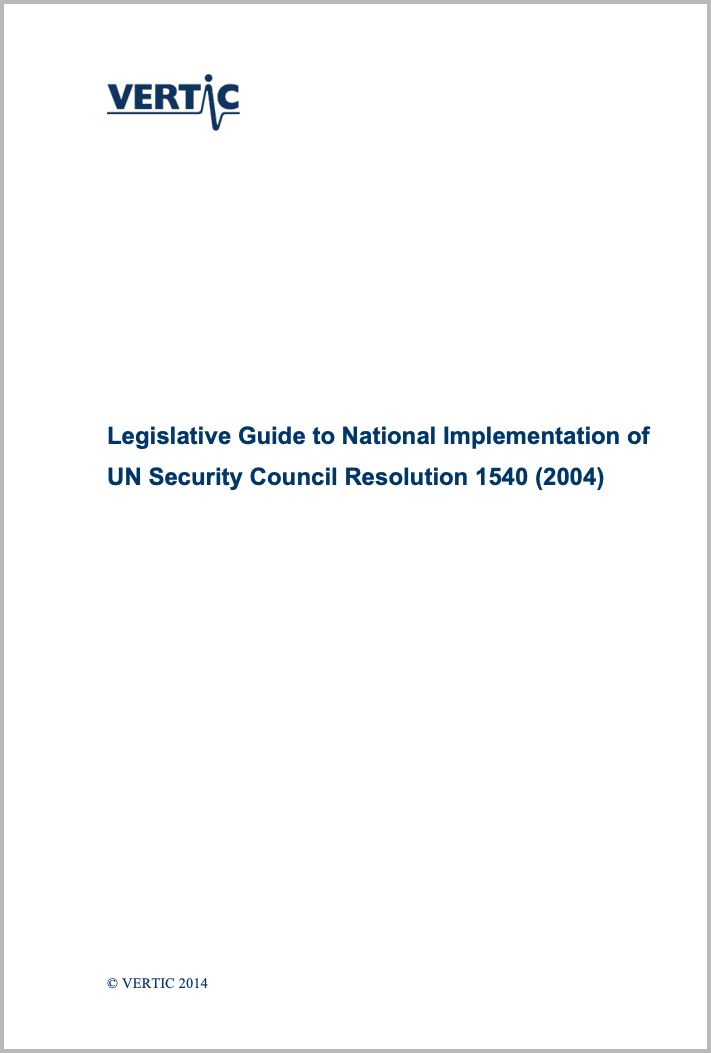 VERTIC
Legislative Guide to National Implementation of
UN Security Council Resolution 1540 (2004)
© VERTIC 2014